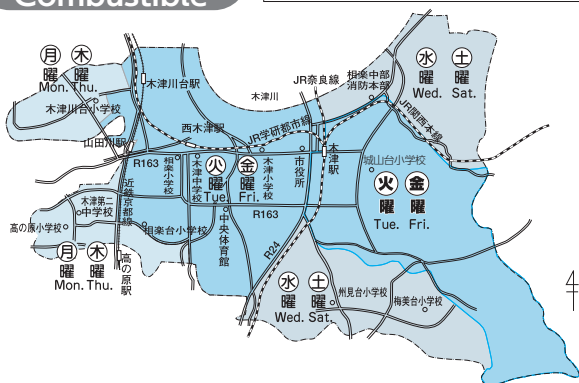 Combustible
月曜 木曜
Mon. Thu.
木津川台小学校
木津川台駅
山田川駅
西木津駅
木津川
JR奈良線
相楽中部
消防本部
水曜 土曜
Wed. Sat.
JR学研都市線
JR関西本線
R163
相楽小学校
木津中学校
火曜 金曜
Tue. Fri.
木津小学校
市役所
木津駅
城山台小学校
火曜 金曜
Tue. Fri.
近鉄京都線
木津第二
中学校
高の原小学校
相楽台小学校
中央体育館
R163
R24
月曜 木曜
Mon. Thu.
高の原駅
水曜 土曜
Wed. Sat.
州見台小学校
梅美台小学校